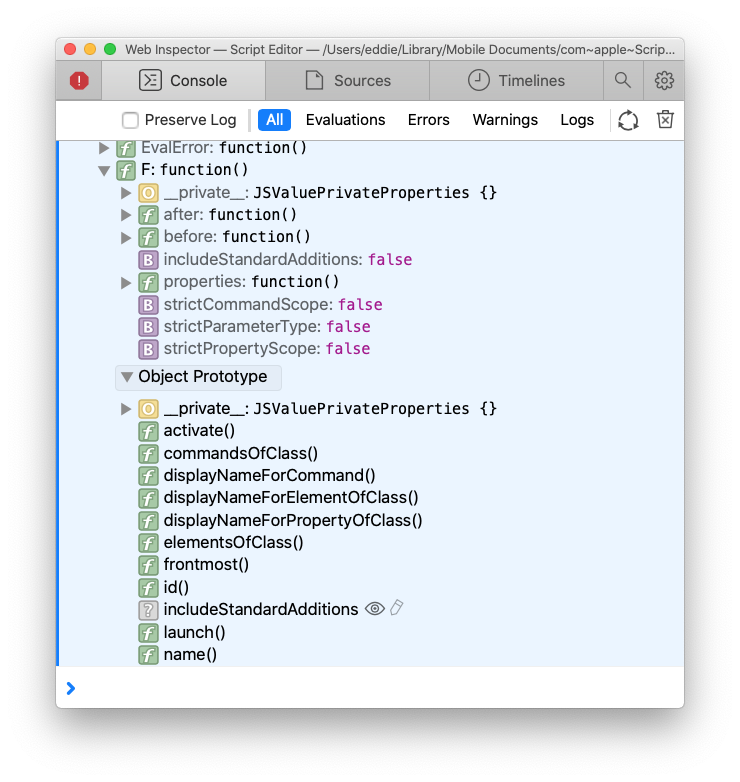 Web Inspector — Script Editor — /Users/eddie/Library/Mobile Documents/com~apple~Scrip...
! Console Sources Timelines
Preserve Log All Evaluations Errors Warnings Logs
f EvalError: function()
f F: function()
O __private__: JSValuePrivateProperties {}
f after: function()
f before: function()
B includeStandardAdditions: false
f properties: function()
B strictCommandScope: false
B strictParameterType: false
B strictPropertyScope: false
Object Prototype
O __private__: JSValuePrivateProperties {}
f activate()
f commandsOfClass()
f displayNameForCommand()
f displayNameForElementOfClass()
f displayNameForPropertyOfClass()
f elementsOfClass()
f frontmost()
f id()
? includeStandardAdditions
f launch()
f name()